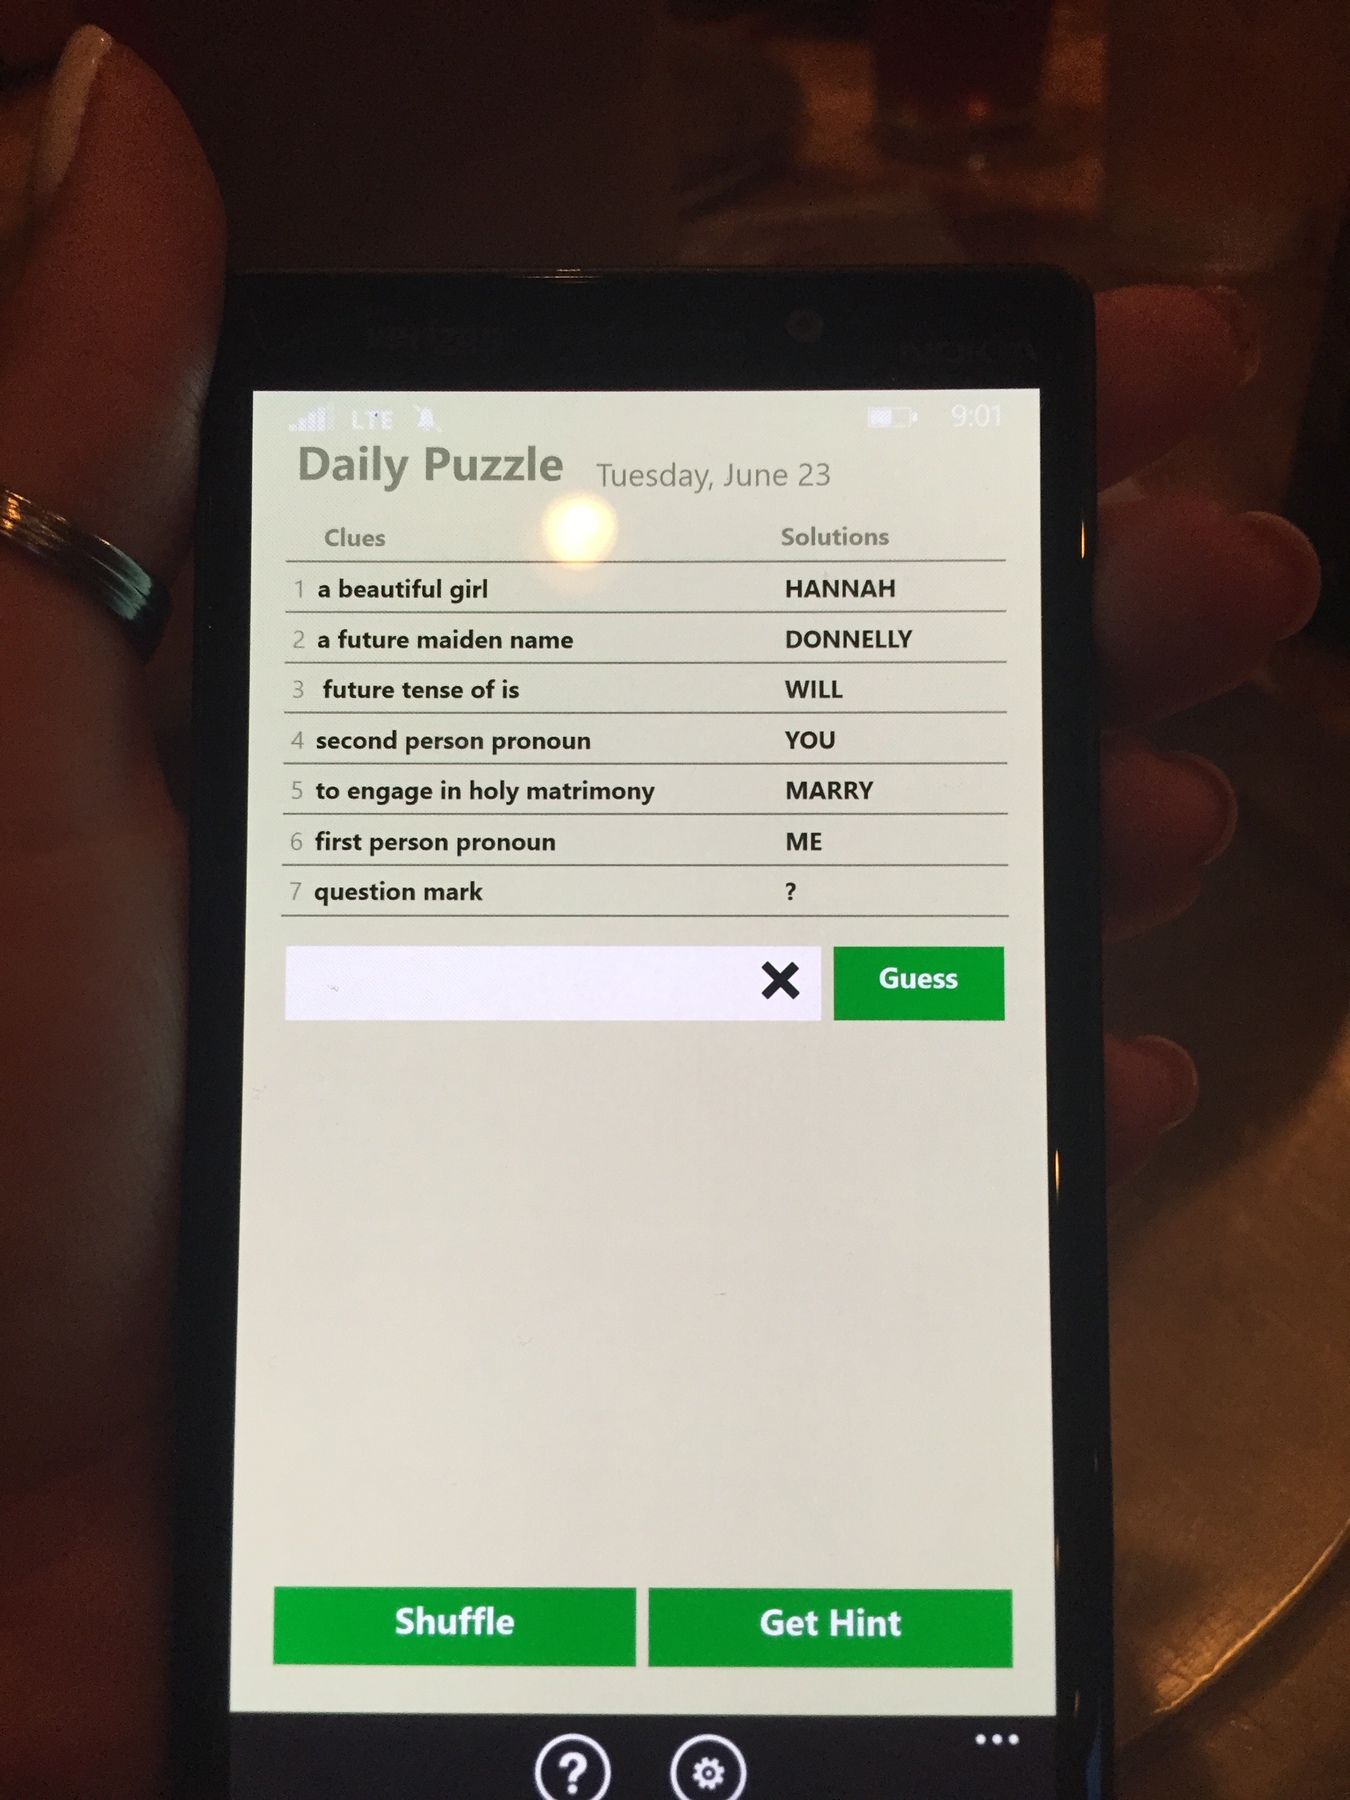 verizon
NOKIA
LTE 9:01
Daily Puzzle Tuesday, June 23
Clues Solutions
1 a beautiful girl HANNAH
2 a future maiden name DONNELLY
3 future tense of is WILL
4 second person pronoun YOU
5 to engage in holy matrimony MARRY
6 first person pronoun ME
7 question mark ?
Guess
Shuffle Get Hint